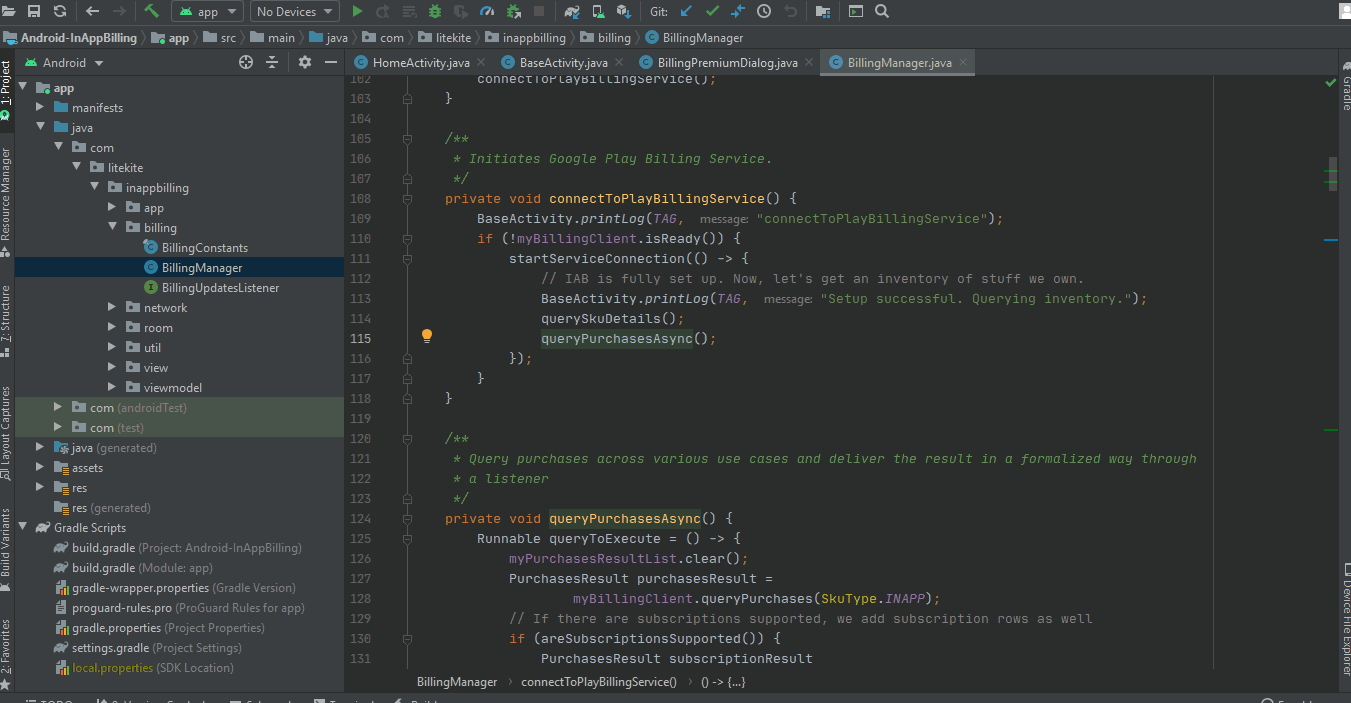 app
No Devices
Git:
Android-InAppBilling
app
src
main
java
com
litekite
inappbilling
billing
BillingManager
Android
HomeActivity.java
BaseActivity.java
BillingPremiumDialog.java
BillingManager.java
1: Project
Resource Manager
7: Structure
Layout Captures
Build Variants
2: Favorites
app
manifests
java
com
litekite
inappbilling
app
billing
BillingConstants
BillingManager
BillingUpdatesListener
network
room
util
view
viewmodel
com (androidTest)
com (test)
java (generated)
assets
res
res (generated)
Gradle Scripts
build.gradle (Project: Android-InAppBilling)
build.gradle (Module: app)
gradle-wrapper.properties (Gradle Version)
proguard-rules.pro (ProGuard Rules for app)
gradle.properties (Project Properties)
settings.gradle (Project Settings)
local.properties (SDK Location)
102 connectToPlayBillingService();
103 }
104
105 /**
106 * Initiates Google Play Billing Service.
107 */
108 private void connectToPlayBillingService() {
109 BaseActivity.printLog(TAG, message: "connectToPlayBillingService");
110 if (!myBillingClient.isReady()) {
111 startServiceConnection(() -> {
112 // IAB is fully set up. Now, let's get an inventory of stuff we own.
113 BaseActivity.printLog(TAG, message: "Setup successful. Querying inventory.");
114 querySkuDetails();
115 queryPurchasesAsync();
116 });
117 }
118 }
119
120 /**
121 * Query purchases across various use cases and deliver the result in a formalized way through
122 * a listener
123 */
124 private void queryPurchasesAsync() {
125 Runnable queryToExecute = () -> {
126 myPurchasesResultList.clear();
127 PurchasesResult purchasesResult =
128 myBillingClient.queryPurchases(SkuType.INAPP);
129 // If there are subscriptions supported, we add subscription rows as well
130 if (areSubscriptionsSupported()) {
131 PurchasesResult subscriptionResult
BillingManager
connectToPlayBillingService()
() -> {...}
Gradle
Device File Explorer